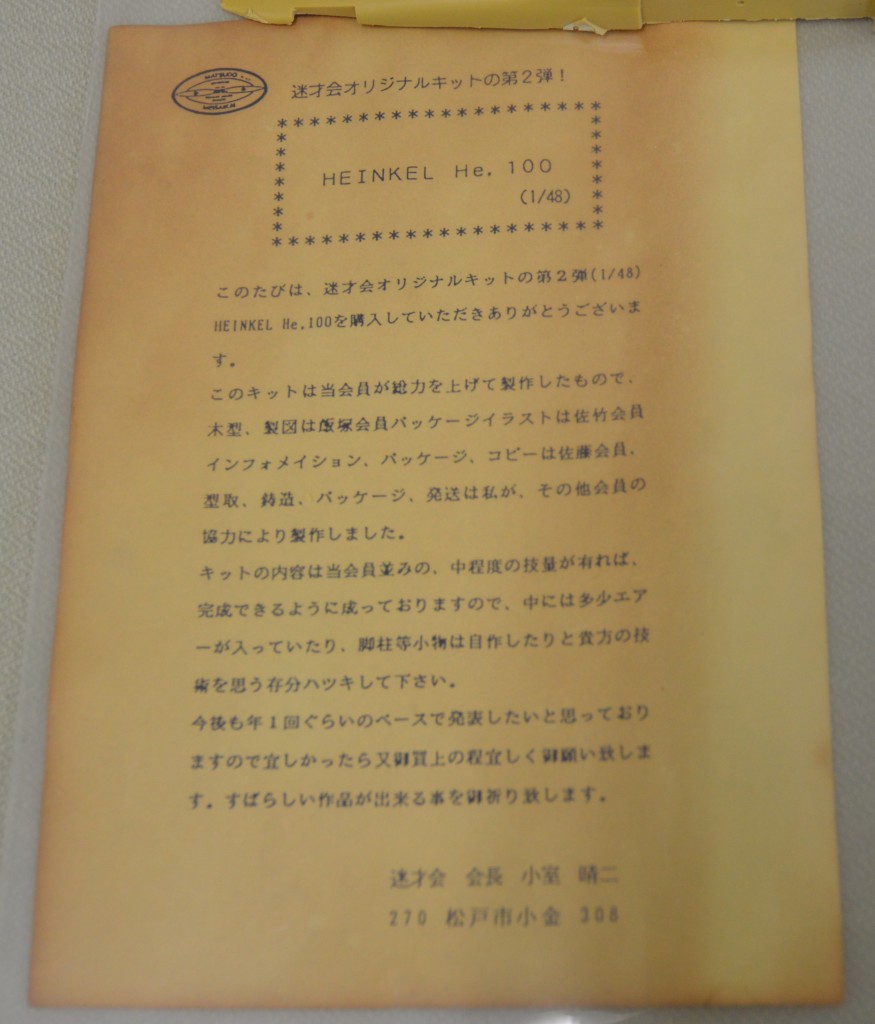 MATSUDO
迷才会オリジナルキットの第2弾!
*******************
HEINKEL He. 100
(1/48)
*******************
このたびは、迷才会オリジナルキットの第2弾(1/48)
HEINKEL He.100を購入していただきありがとうございま
す。
このキットは当会員が総力を上げて製作したもので、
木型、製図は飯塚会員パッケージイラストは佐竹会員
インフォメイション、パッケージ、コピーは佐藤会員、
型取、鋳造、パッケージ、発送は私が、その他会員の
協力により製作しました。
キットの内容は当会員並みの、中程度の技量が有れば、
完成できるように成っておりますので、中には多少エア
ーが入っていたり、脚柱等小物は自作したりと貴方の技
術を思う存分ハツキして下さい。
今後も年1回ぐらいのペースで発表したいと思っており
ますので宜しかったら又御買上の程宜しく御願い致しま
す。すばらしい作品が出来る事を御祈り致します。
迷才会 会長 小室 晴二
270 松戸市小金 308